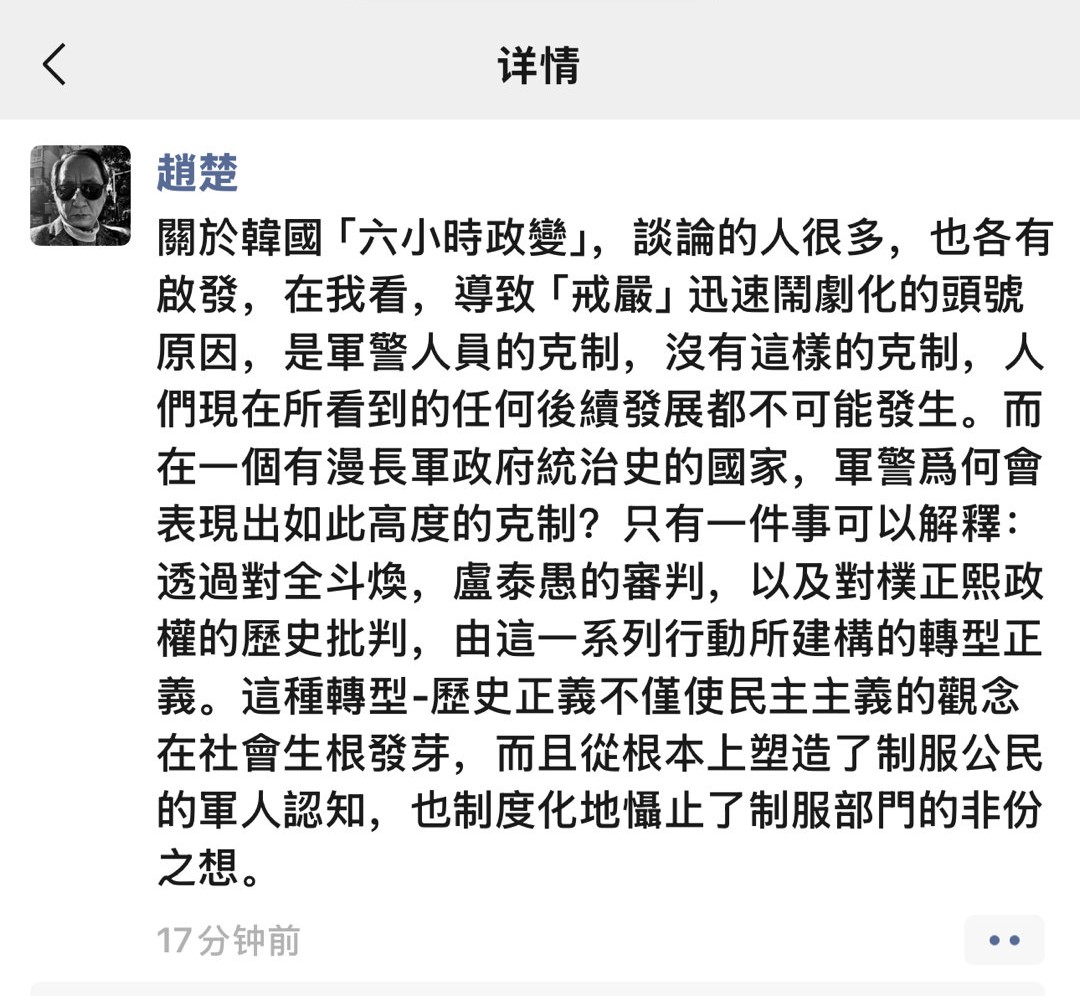 详情
趙楚
關於韓國「六小時政變」，談論的人很多，也各有
啟發，在我看，導致「戒嚴」迅速鬧劇化的頭號
原因，是軍警人員的克制，沒有這樣的克制，人
們現在所看到的任何後續發展都不可能發生。而
在一個有漫長軍政府統治史的國家，軍警爲何會
表現出如此高度的克制？只有一件事可以解釋：
透過對全斗煥，盧泰愚的審判，以及對樸正熙政
權的歷史批判，由這一系列行動所建構的轉型正
義。這種轉型-歷史正義不僅使民主主義的觀念
在社會生根發芽，而且從根本上塑造了制服公民
的軍人認知，也制度化地懾止了制服部門的非份
之想。
17分钟前